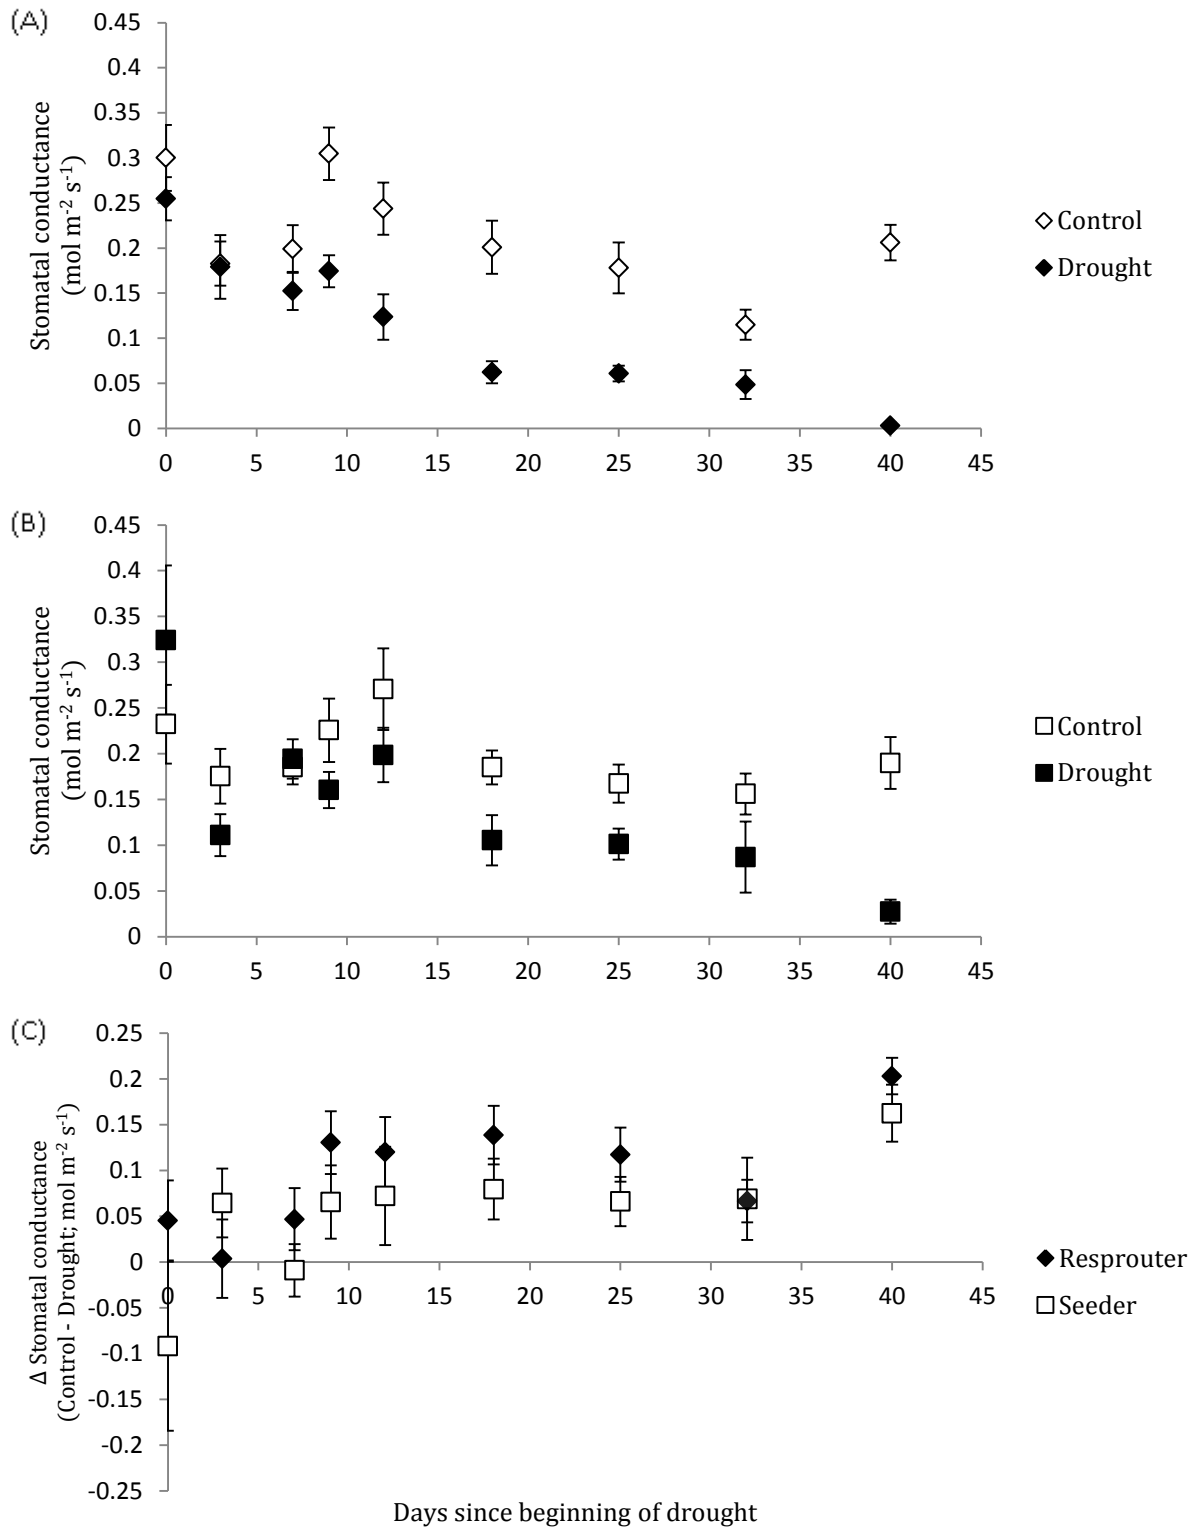 (A)
0.45
0.4
0.35
0.3
0.25
0.2
0.15
0.1
0.05
0
Stomatal conductance
(mol m⁻² s⁻¹)
0 5 10 15 20 25 30 35 40 45
Control
Drought
(B)
0.45
0.4
0.35
0.3
0.25
0.2
0.15
0.1
0.05
0
Stomatal conductance
(mol m⁻² s⁻¹)
0 5 10 15 20 25 30 35 40 45
Control
Drought
(C)
0.25
0.2
0.15
0.1
0.05
0
-0.05
-0.1
-0.15
-0.2
-0.25
Δ Stomatal conductance
(Control - Drought; mol m⁻² s⁻¹)
0 5 10 15 20 25 30 35 40 45
Resprouter
Seeder
Days since beginning of drought